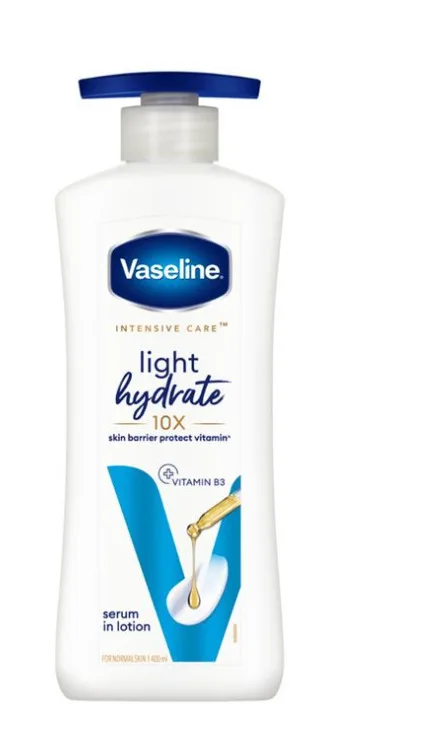 Vaseline.
INTENSIVE CARE™
light
hydrate
10X
skin barrier protect vitamin*
VITAMIN B3
serum
in lotion
FOR NORMAL SKIN | 400 ml